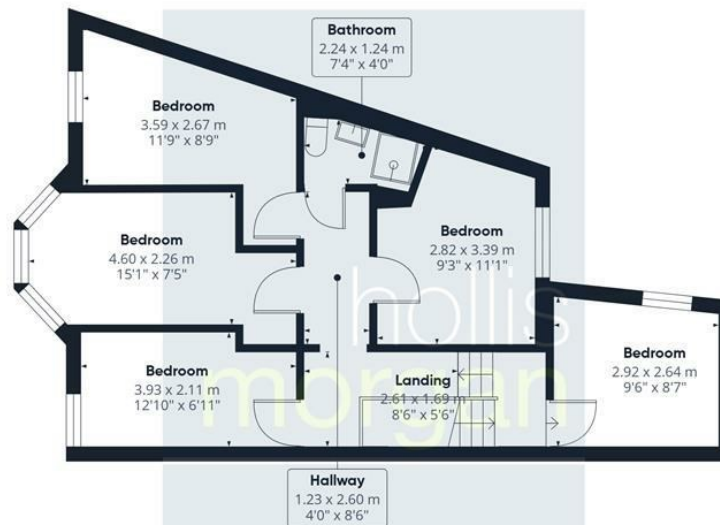 Bathroom
2.24 x 1.24 m
7'4" x 4'0"
Bedroom
3.59 x 2.67 m
11'9" x 8'9"
Bedroom
4.60 x 2.26 m
15'1" x 7'5"
Bedroom
2.82 x 3.39 m
9'3" x 11'1"
hollis
morgan
Bedroom
3.93 x 2.11 m
12'10" x 6'11"
Landing
2.61 x 1.69 m
8'6" x 5'6"
Bedroom
2.92 x 2.64 m
9'6" x 8'7"
Hallway
1.23 x 2.60 m
4'0" x 8'6"